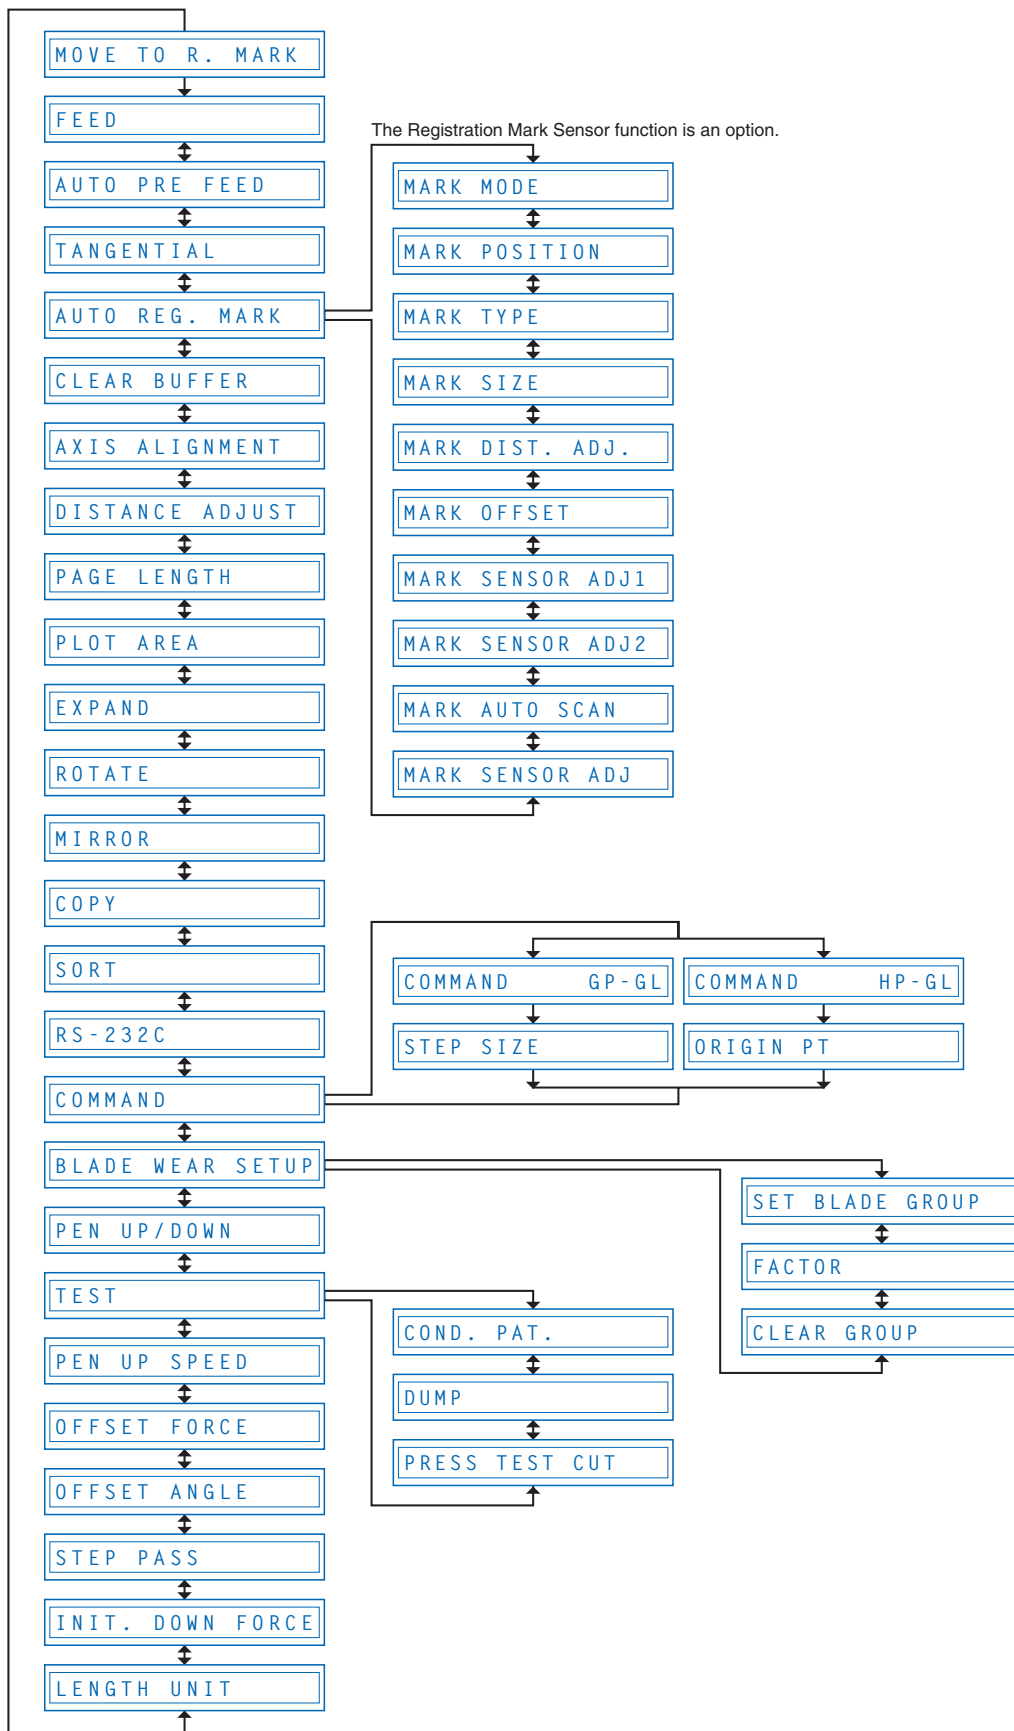 MOVE TO R. MARK
FEED
AUTO PRE FEED
TANGENTIAL
AUTO REG. MARK
CLEAR BUFFER
AXIS ALIGNMENT
DISTANCE ADJUST
PAGE LENGTH
PLOT AREA
EXPAND
ROTATE
MIRROR
COPY
SORT
RS-232C
COMMAND
BLADE WEAR SETUP
PEN UP/DOWN
TEST
PEN UP SPEED
OFFSET FORCE
OFFSET ANGLE
STEP PASS
INIT. DOWN FORCE
LENGTH UNIT
The Registration Mark Sensor function is an option.
MARK MODE
MARK POSITION
MARK TYPE
MARK SIZE
MARK DIST. ADJ.
MARK OFFSET
MARK SENSOR ADJ1
MARK SENSOR ADJ2
MARK AUTO SCAN
MARK SENSOR ADJ
COMMAND GP-GL
STEP SIZE
COMMAND HP-GL
ORIGIN PT
SET BLADE GROUP
FACTOR
CLEAR GROUP
COND. PAT.
DUMP
PRESS TEST CUT